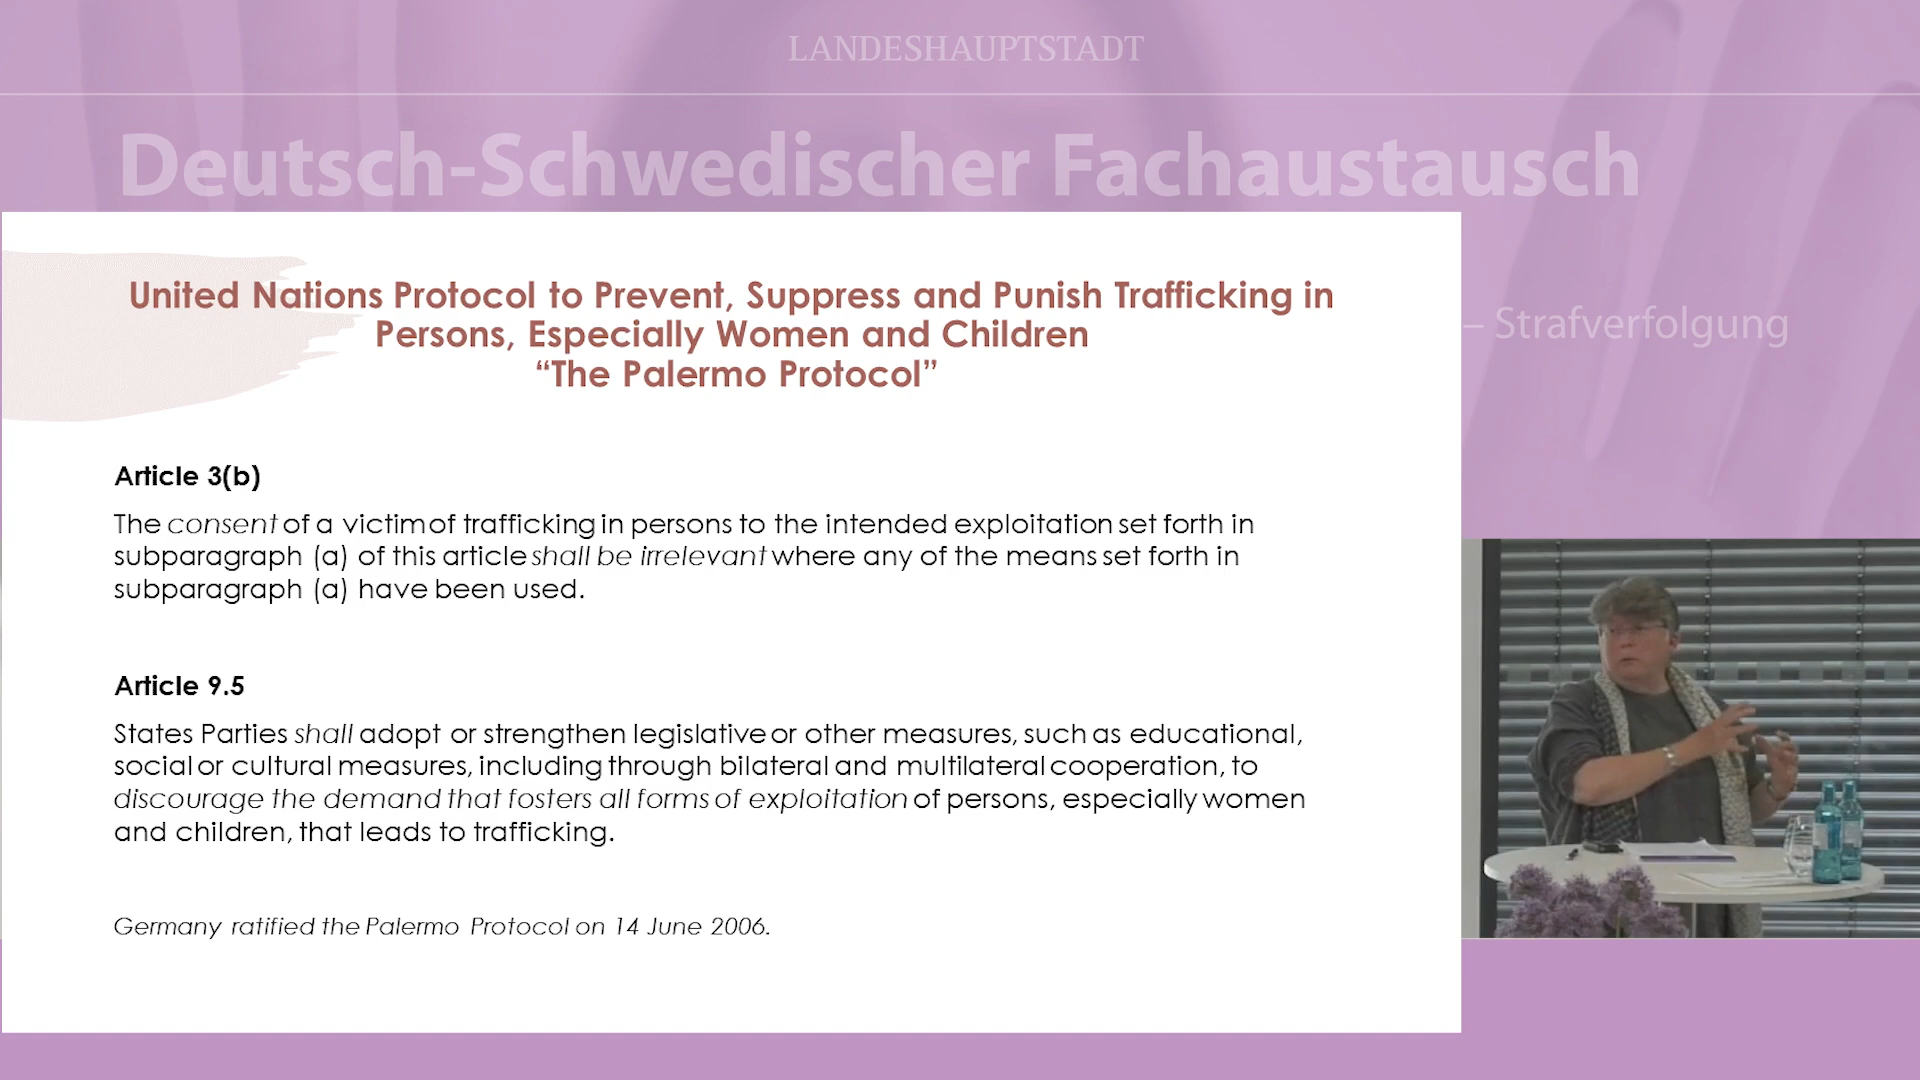 LANDESHAUPTSTADT
Deutsch-Schwedischer Fachaustausch
– Strafverfolgung
United Nations Protocol to Prevent, Suppress and Punish Trafficking in
Persons, Especially Women and Children
“The Palermo Protocol”
Article 3(b)
The consent of a victim of trafficking in persons to the intended exploitation set forth in
subparagraph (a) of this article shall be irrelevant where any of the means set forth in
subparagraph (a) have been used.
Article 9.5
States Parties shall adopt or strengthen legislative or other measures, such as educational,
social or cultural measures, including through bilateral and multilateral cooperation, to
discourage the demand that fosters all forms of exploitation of persons, especially women
and children, that leads to trafficking.
Germany ratified the Palermo Protocol on 14 June 2006.